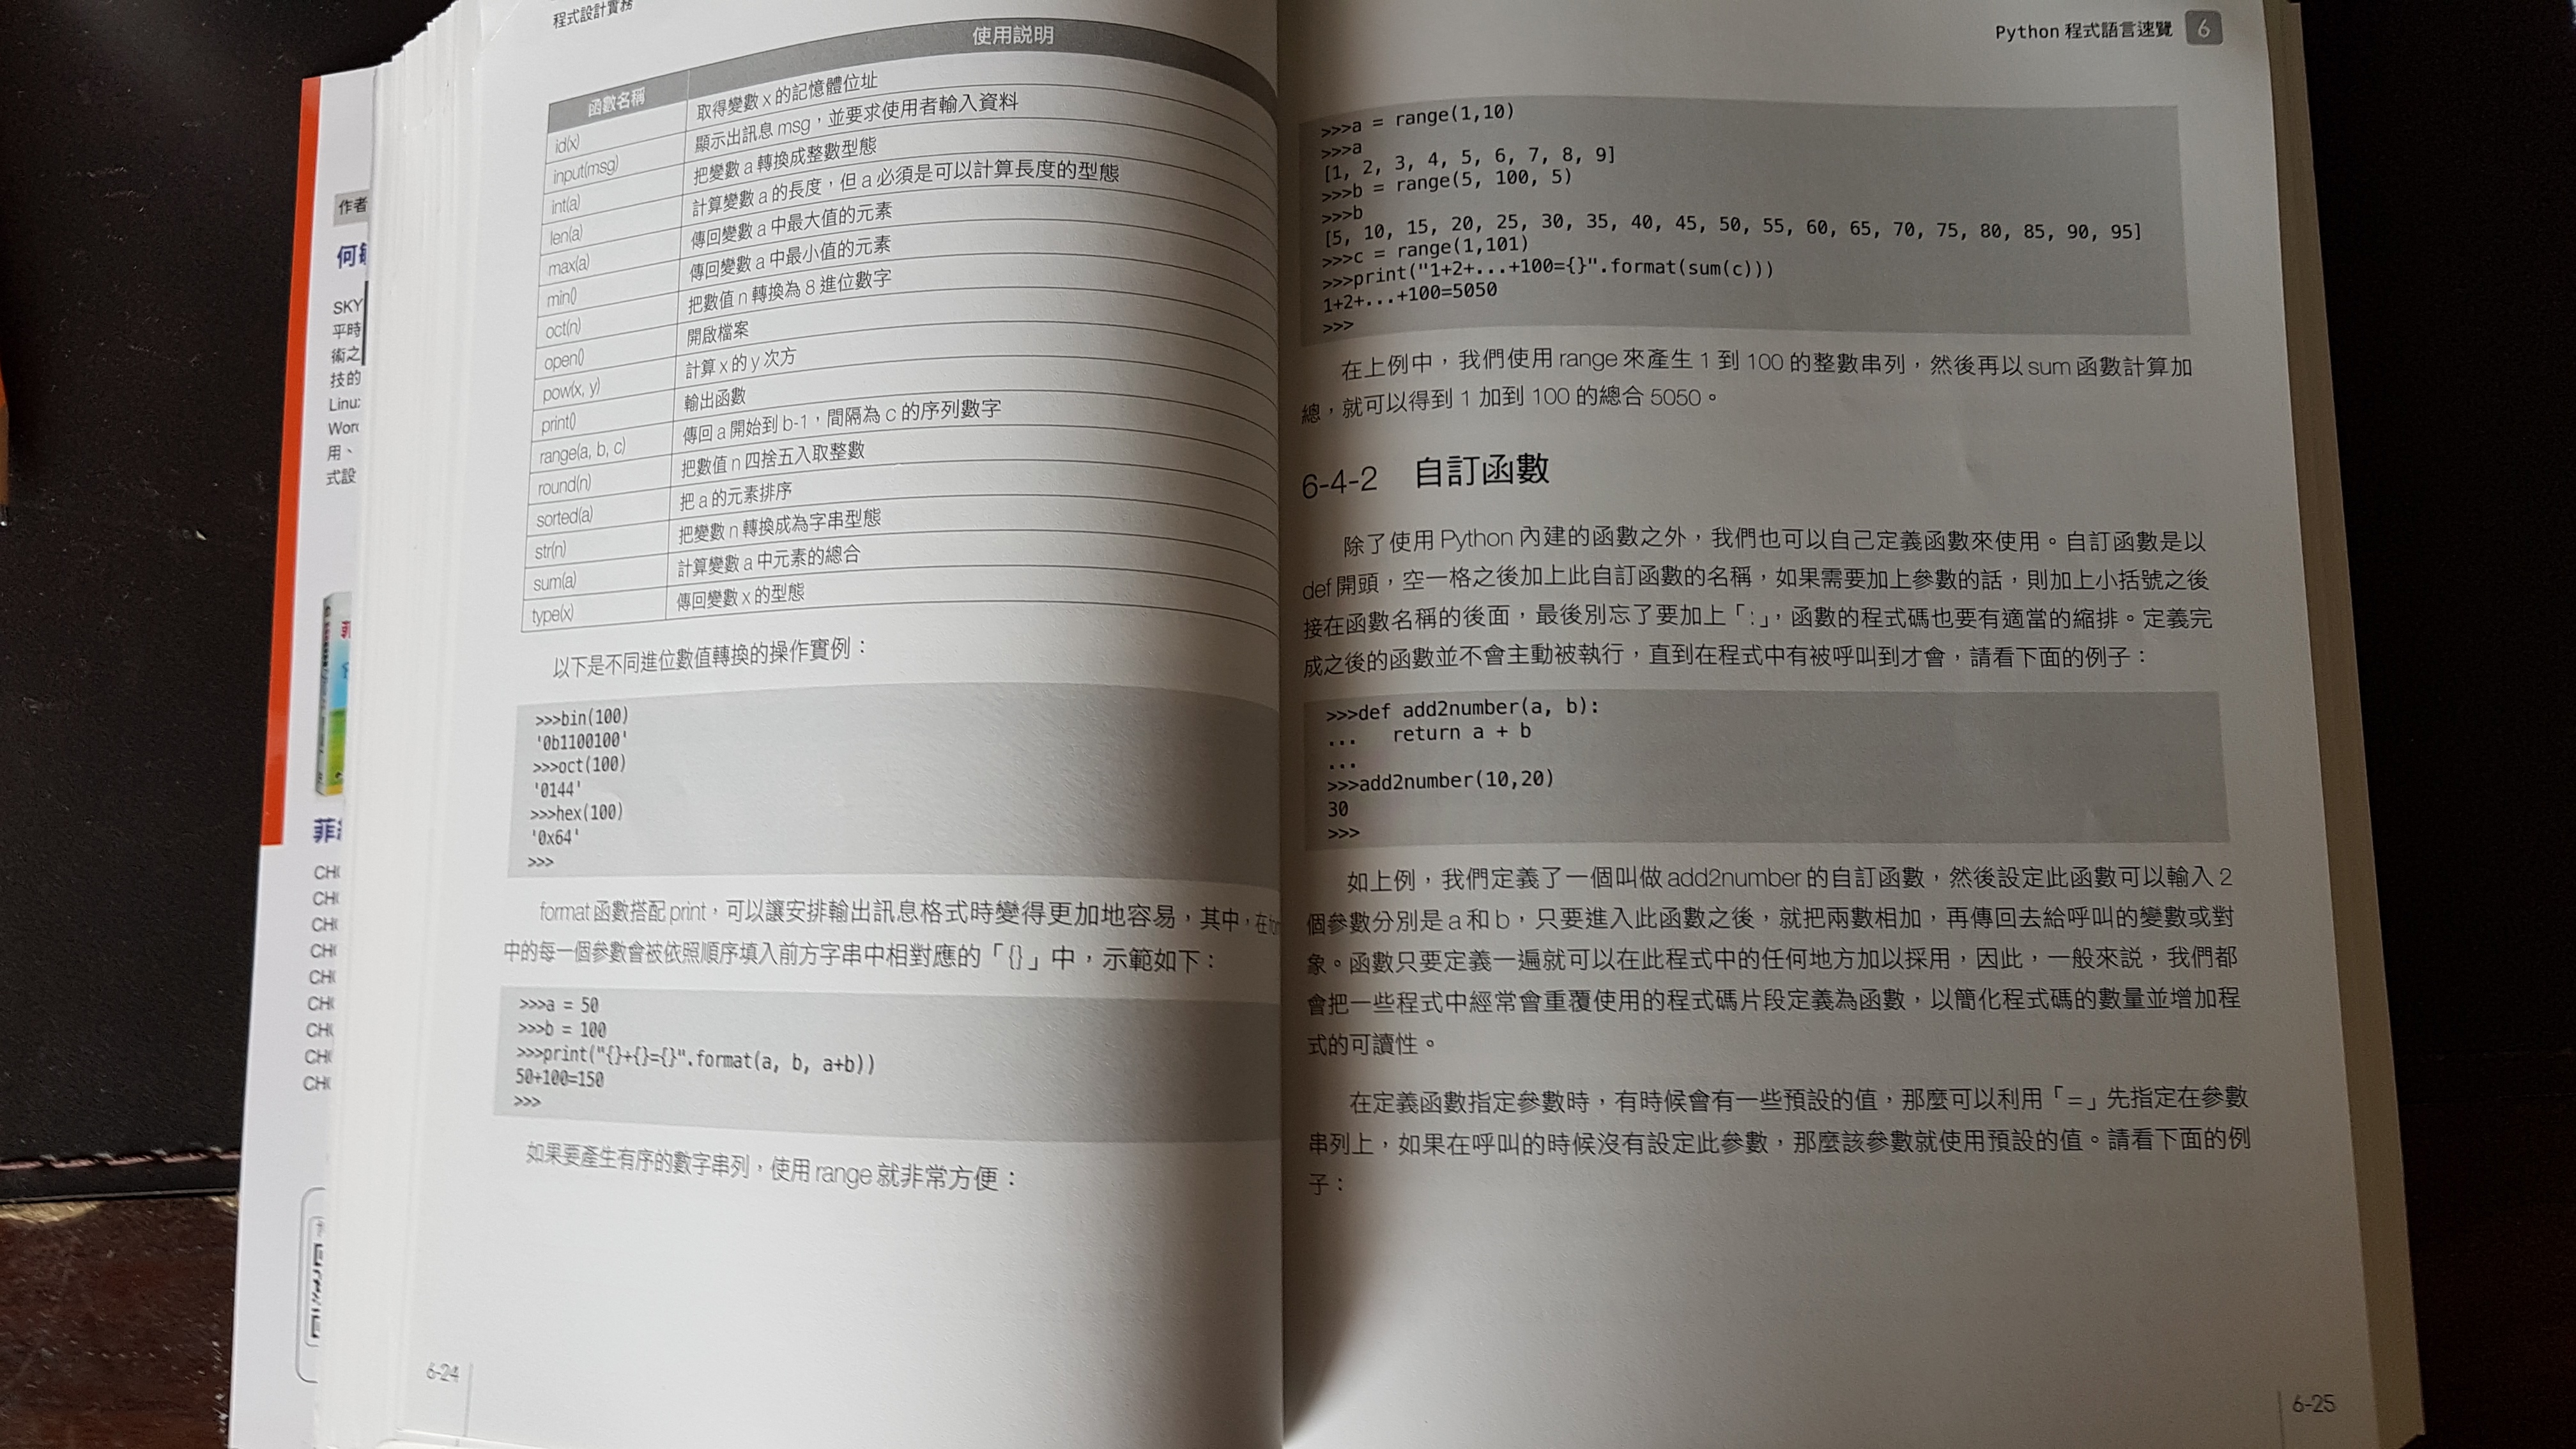 作者
何
SKY
平時
術之
技的
Linu
Wor
用、
式設
CH
CH
CH
CH
CH
CH
CH
CH
CH
程式設計實務
函數名稱 使用說明
id(x) 取得變數 x 的記憶體位址
input(msg) 顯示出訊息 msg，並要求使用者輸入資料
int(a) 把變數 a 轉換成整數型態
len(a) 計算變數 a 的長度，但 a 必須是可以計算長度的型態
max(a) 傳回變數 a 中最大值的元素
min() 傳回變數 a 中最小值的元素
oct(n) 把數值 n 轉換為 8 進位數字
open() 開啟檔案
pow(x, y) 計算 x 的 y 次方
print() 輸出函數
range(a, b, c) 傳回 a 開始到 b-1，間隔為 c 的序列數字
round(n) 把數值 n 四捨五入取整數
sorted(a) 把 a 的元素排序
str(n) 把變數 n 轉換成為字串型態
sum(a) 計算變數 a 中元素的總合
type(x) 傳回變數 x 的型態
以下是不同進位數值轉換的操作實例：
>>>bin(100)
'0b1100100'
>>>oct(100)
'0144'
>>>hex(100)
'0x64'
>>>
format 函數搭配 print，可以讓安排輸出訊息格式時變得更加地容易，其中，在
中的每一個參數會被依照順序填入前方字串中相對應的「{}」中，示範如下：
>>>a = 50
>>>b = 100
>>>print("{}+{}={}".format(a, b, a+b))
50+100=150
>>>
如果要產生有序的數字串列，使用 range 就非常方便：
6-24
Python 程式語言速覽 6
>>>a = range(1,10)
>>>a
[1, 2, 3, 4, 5, 6, 7, 8, 9]
>>>b = range(5, 100, 5)
>>>b
[5, 10, 15, 20, 25, 30, 35, 40, 45, 50, 55, 60, 65, 70, 75, 80, 85, 90, 95]
>>>c = range(1,101)
>>>print("1+2+...+100={}".format(sum(c)))
1+2+...+100=5050
>>>
在上例中，我們使用 range 來產生 1 到 100 的整數串列，然後再以 sum 函數計算加
總，就可以得到 1 加到 100 的總合 5050。
6-4-2 自訂函數
除了使用 Python 內建的函數之外，我們也可以自己定義函數來使用。自訂函數是以
def 開頭，空一格之後加上此自訂函數的名稱，如果需要加上參數的話，則加上小括號之後
接在函數名稱的後面，最後別忘了要加上「:」，函數的程式碼也要有適當的縮排。定義完
成之後的函數並不會主動被執行，直到在程式中有被呼叫到才會，請看下面的例子：
>>>def add2number(a, b):
...   return a + b
...
>>>add2number(10,20)
30
>>>
如上例，我們定義了一個叫做 add2number 的自訂函數，然後設定此函數可以輸入 2
個參數分別是 a 和 b，只要進入此函數之後，就把兩數相加，再傳回去給呼叫的變數或對
象。函數只要定義一遍就可以在此程式中的任何地方加以採用，因此，一般來說，我們都
會把一些程式中經常會重覆使用的程式碼片段定義為函數，以簡化程式碼的數量並增加程
式的可讀性。
在定義函數指定參數時，有時候會有一些預設的值，那麼可以利用「=」先指定在參數
串列上，如果在呼叫的時候沒有設定此參數，那麼該參數就使用預設的值。請看下面的例
子：
6-25